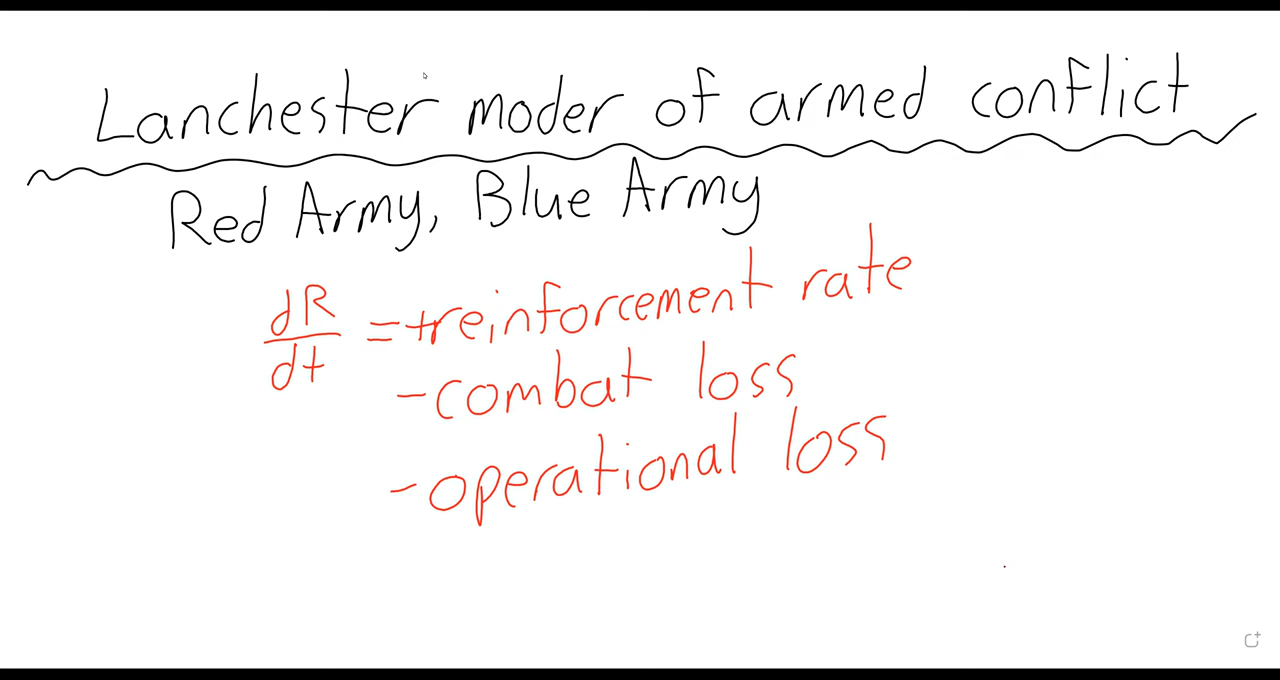 Lanchester moder of armed conflict
Red Army, Blue Army
dR/dt = +reinforcement rate
-combat loss
-operational loss